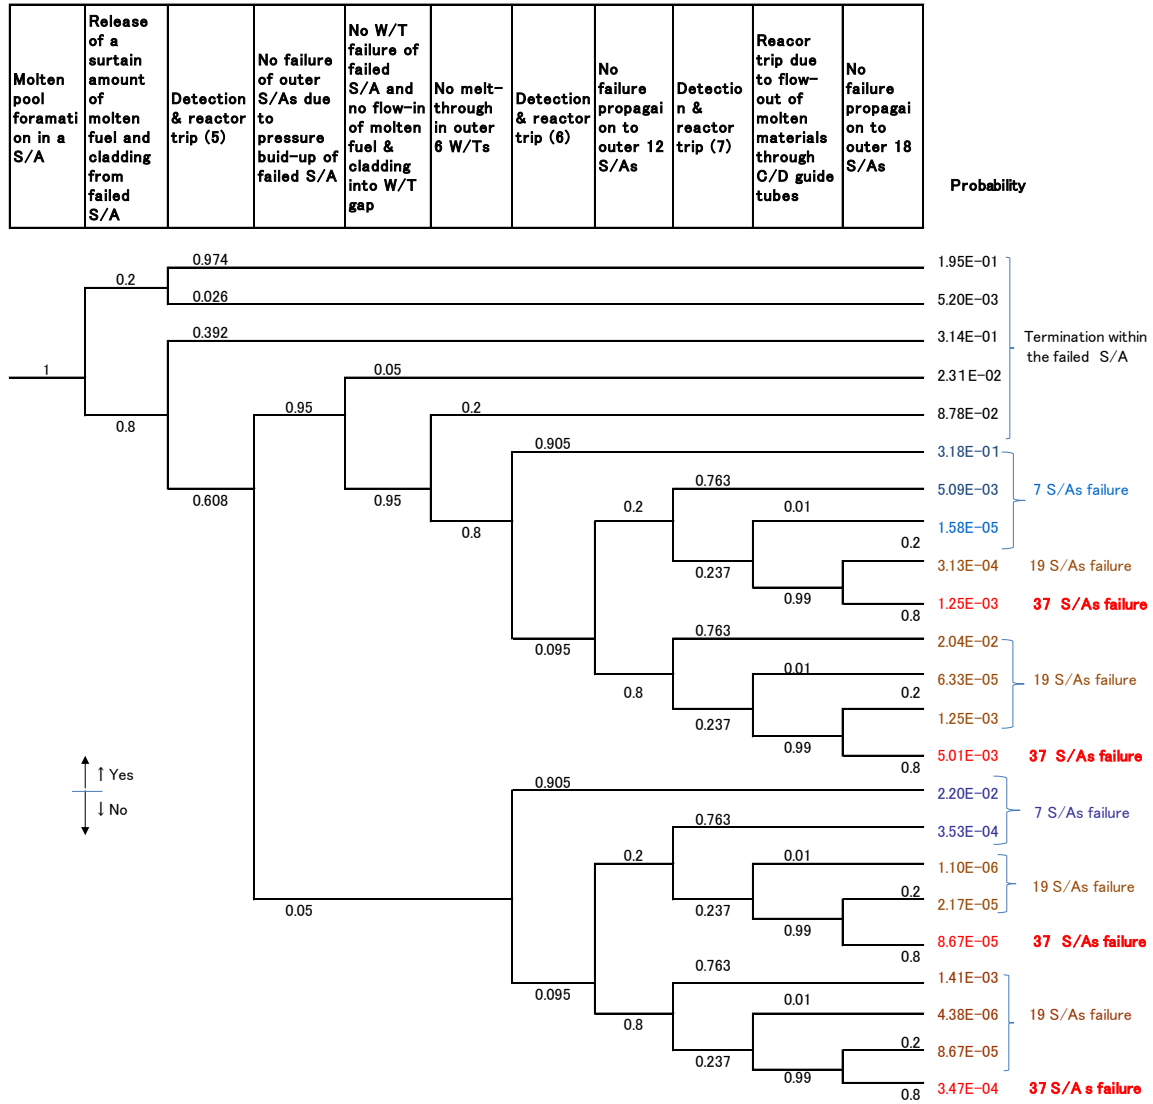 Molten
pool
foramati
on in a
S/A
Release
of a
surtain
amount
of
molten
fuel and
cladding
from
failed
S/A
Detection
& reactor
trip (5)
No failure
of outer
S/As due
to
pressure
buid-up of
failed S/A
No W/T
failure of
failed
S/A and
no flow-in
of molten
fuel &
cladding
into W/T
gap
No melt-
through
in outer
6 W/Ts
Detection
& reactor
trip (6)
No
failure
propagai
on to
outer 12
S/As
Detectio
n &
reactor
trip (7)
Reacor
trip due
to flow-
out of
molten
materials
through
C/D guide
tubes
No
failure
propagai
on to
outer 18
S/As
Probability
0.974
1.95E-01
0.2
0.026
5.20E-03
0.392
3.14E-01
Termination within
the failed S/A
1
0.05
2.31E-02
0.8
0.95
0.2
8.78E-02
0.905
3.18E-01
0.608
0.95
0.763
5.09E-03
7 S/As failure
0.8
0.2
0.01
1.58E-05
0.2
0.237
3.13E-04
19 S/As failure
0.99
1.25E-03
37 S/As failure
0.8
0.095
0.763
2.04E-02
0.01
6.33E-05
19 S/As failure
0.8
0.2
0.237
1.25E-03
0.99
5.01E-03
37 S/As failure
0.8
↑ Yes
↓ No
0.905
2.20E-02
7 S/As failure
0.763
3.53E-04
0.2
0.01
1.10E-06
19 S/As failure
0.05
0.237
0.2
2.17E-05
0.99
8.67E-05
37 S/As failure
0.8
0.095
0.763
1.41E-03
0.01
4.38E-06
19 S/As failure
0.8
0.2
0.237
8.67E-05
0.99
3.47E-04
37 S/A s failure
0.8